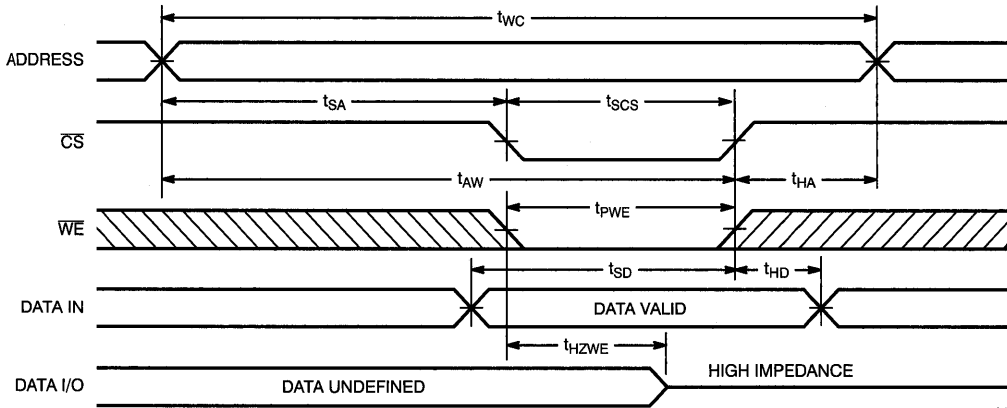 tWC
ADDRESS
tSA
tSCS
CS
tAW
tHA
WE
tPWE
tSD
tHD
DATA IN
DATA VALID
tHZWE
DATA I/O
DATA UNDEFINED
HIGH IMPEDANCE